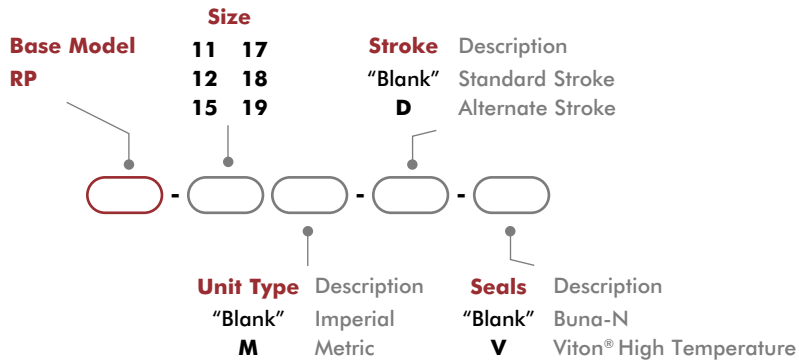 Size
Base Model 11 17 Stroke Description
RP 12 18 "Blank" Standard Stroke
15 19 D Alternate Stroke
- - -
Unit Type Description Seals Description
"Blank" Imperial "Blank" Buna-N
M Metric V Viton® High Temperature